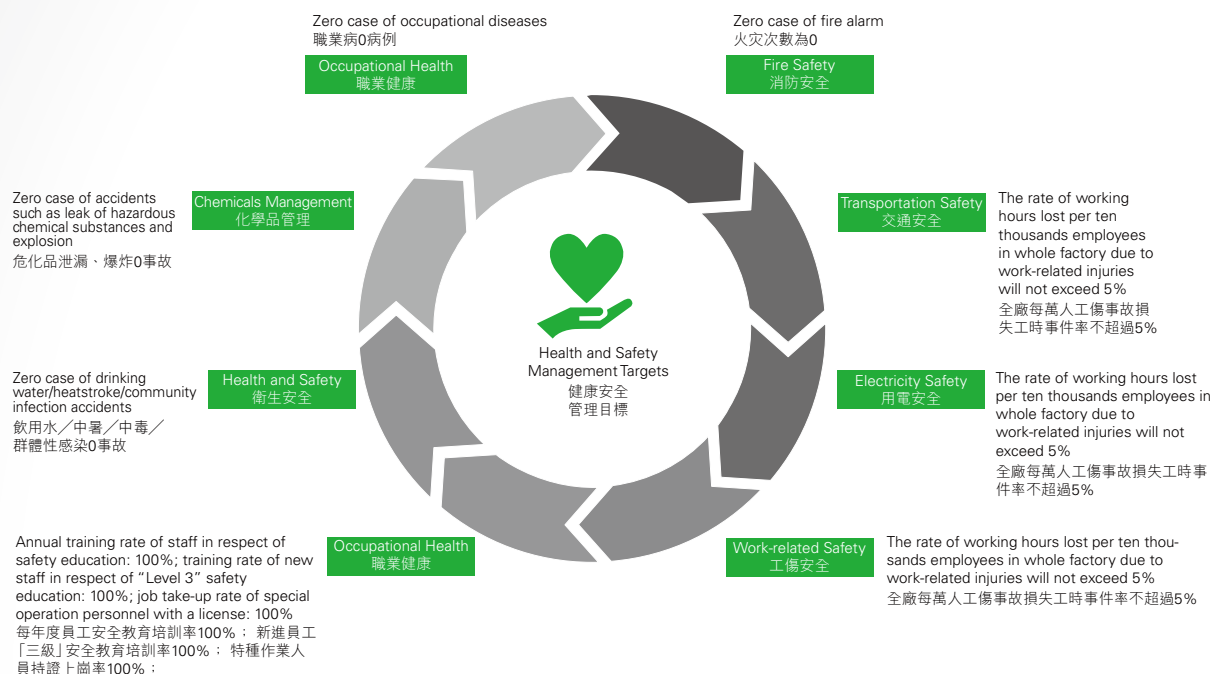 Zero case of occupational diseases
職業病0病例
Occupational Health
職業健康
Zero case of fire alarm
火灾次數為0
Fire Safety
消防安全
Zero case of accidents
such as leak of hazardous
chemical substances and
explosion
危化品泄漏、爆炸0事故
Chemicals Management
化學品管理
Transportation Safety
交通安全
The rate of working
hours lost per ten
thousands employees
in whole factory due to
work-related injuries
will not exceed 5%
全廠每萬人工傷事故損
失工時事件率不超過5%
Health and Safety
Management Targets
健康安全
管理目標
Zero case of drinking
water/heatstroke/community
infection accidents
飲用水╱中暑╱中毒╱
群體性感染0事故
Health and Safety
衛生安全
Electricity Safety
用電安全
The rate of working hours lost
per ten thousands employees in
whole factory due to
work-related injuries will not
exceed 5%
全廠每萬人工傷事故損失工時事
件率不超過5%
Annual training rate of staff in respect of
safety education: 100%; training rate of new
staff in respect of “Level 3” safety
education: 100%; job take-up rate of special
operation personnel with a license: 100%
每年度員工安全教育培訓率100%； 新進員工
「三級」安全教育培訓率100%； 特種作業人
員持證上崗率100%；
Occupational Health
職業健康
Work-related Safety
工傷安全
The rate of working hours lost per ten thou-
sands employees in whole factory due to
work-related injuries will not exceed 5%
全廠每萬人工傷事故損失工時事件率不超過5%